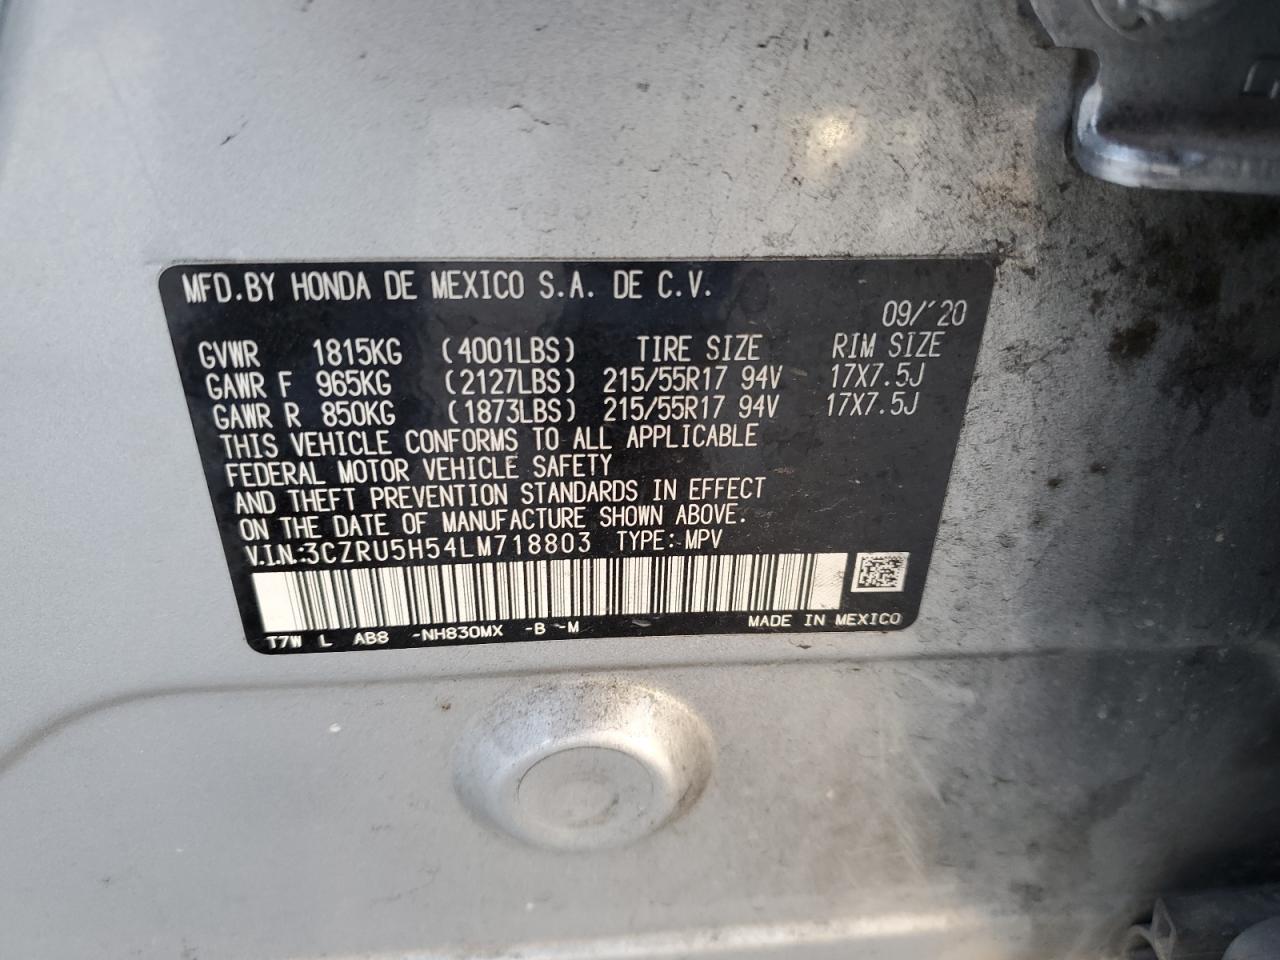 MFD.BY HONDA DE MEXICO S.A. DE C.V.
09/'20
GVWR 1815KG (4001LBS) TIRE SIZE RIM SIZE
GAWR F 965KG (2127LBS) 215/55R17 94V 17X7.5J
GAWR R 850KG (1873LBS) 215/55R17 94V 17X7.5J
THIS VEHICLE CONFORMS TO ALL APPLICABLE
FEDERAL MOTOR VEHICLE SAFETY
AND THEFT PREVENTION STANDARDS IN EFFECT
ON THE DATE OF MANUFACTURE SHOWN ABOVE.
V.I.N.:3CZRU5H54LM718803 TYPE:MPV
T7W L AB8 -NH830MX -B -M MADE IN MEXICO